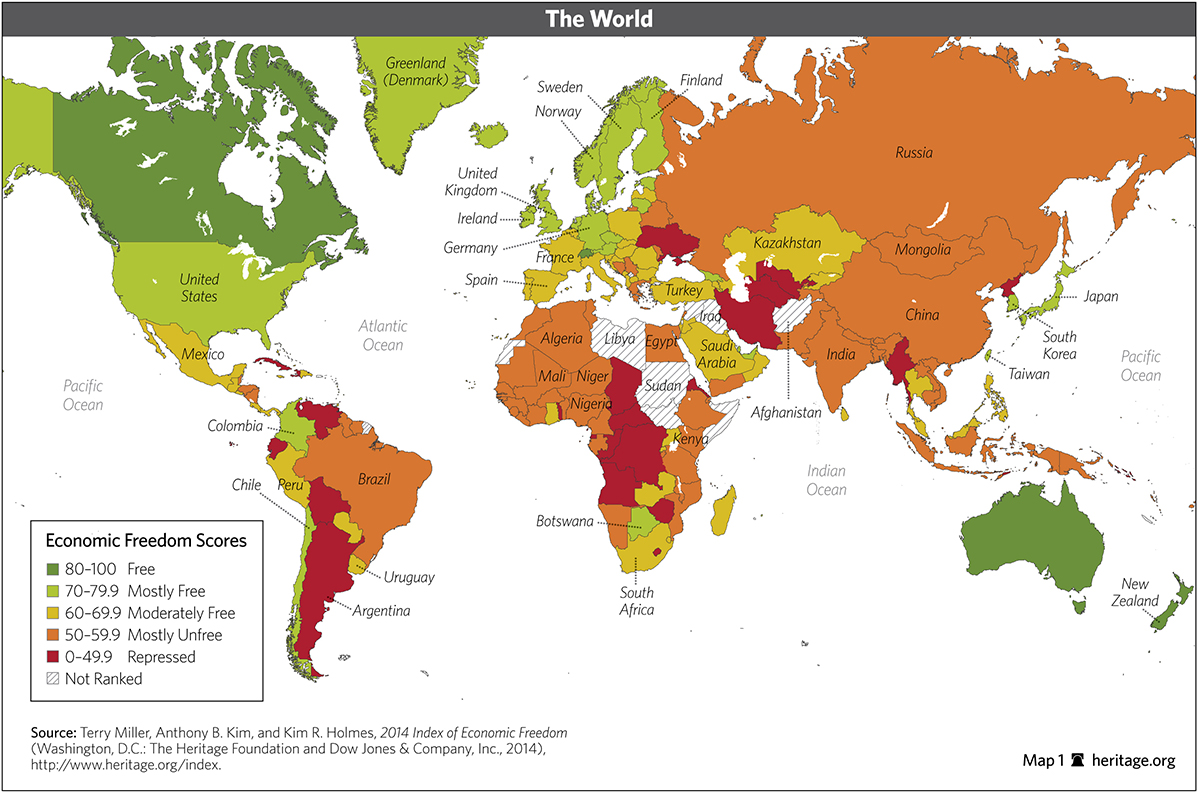 The World
Greenland
(Denmark)
Sweden
Finland
Norway
Russia
United
Kingdom
Ireland
Germany
France
Kazakhstan
Mongolia
Spain
Turkey
United
States
Japan
Iraq
China
Atlantic
Ocean
Algeria
Libya
Egypt
Saudi
Arabia
South
Korea
Mexico
India
Pacific
Ocean
Mali
Niger
Sudan
Taiwan
Pacific
Ocean
Nigeria
Afghanistan
Colombia
Kenya
Indian
Ocean
Chile
Peru
Brazil
Botswana
Uruguay
South
Africa
New
Zealand
Argentina
Economic Freedom Scores
80–100 Free
70–79.9 Mostly Free
60–69.9 Moderately Free
50–59.9 Mostly Unfree
0–49.9 Repressed
Not Ranked
Source: Terry Miller, Anthony B. Kim, and Kim R. Holmes, 2014 Index of Economic Freedom
(Washington, D.C.: The Heritage Foundation and Dow Jones & Company, Inc., 2014),
http://www.heritage.org/index.
Map 1 heritage.org